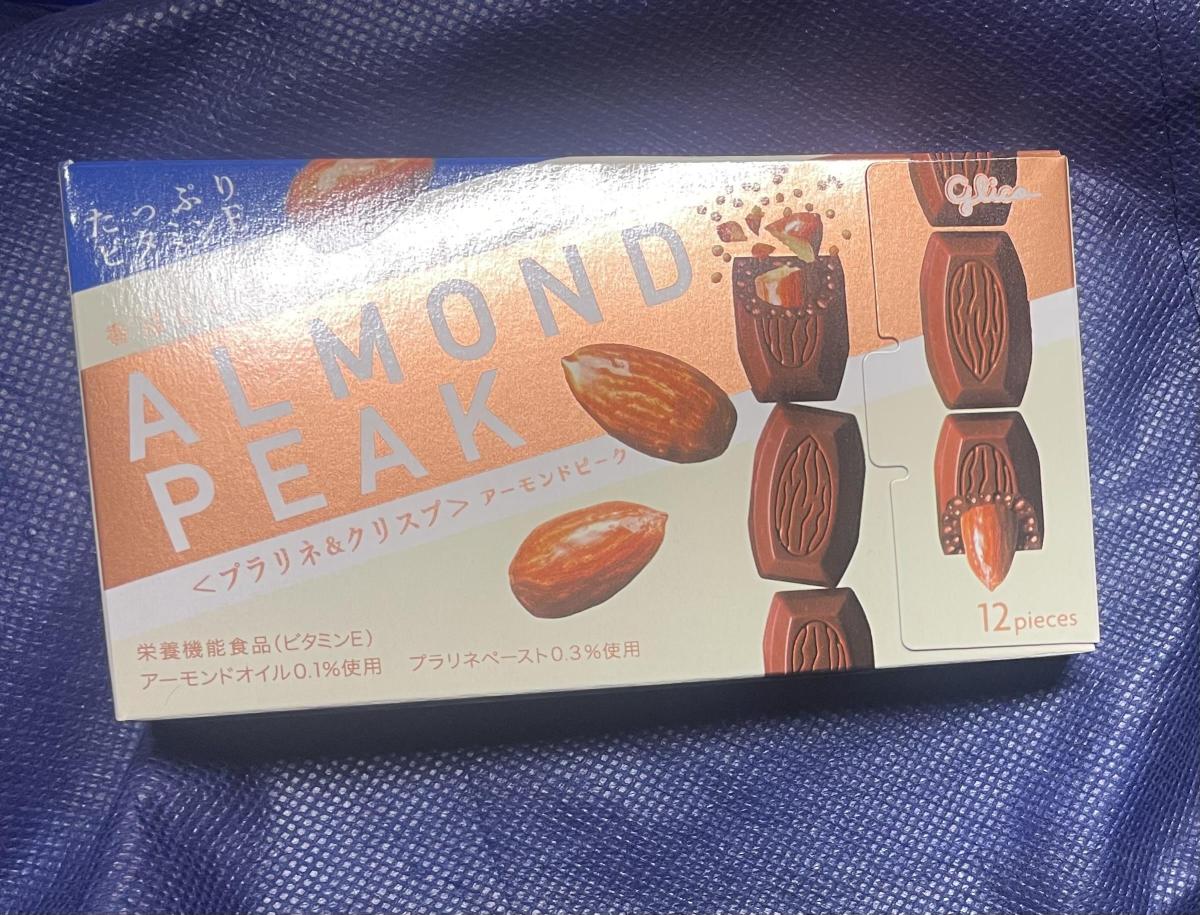 たっぷり
ビタミンE
ALMOND
PEAK
<プラリネ&クリスプ> アーモンドピーク
栄養機能食品(ビタミンE)
アーモンドオイル0.1%使用 プラリネペースト0.3%使用
Glico
12pieces